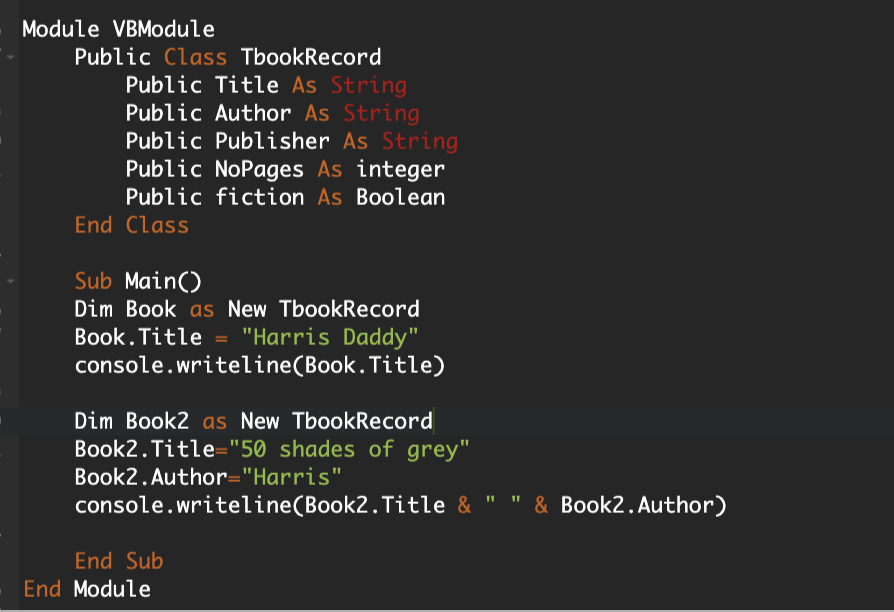 Module VBModule
    Public Class TbookRecord
        Public Title As String
        Public Author As String
        Public Publisher As String
        Public NoPages As integer
        Public fiction As Boolean
    End Class

    Sub Main()
    Dim Book as New TbookRecord
    Book.Title = "Harris Daddy"
    console.writeline(Book.Title)

    Dim Book2 as New TbookRecord
    Book2.Title="50 shades of grey"
    Book2.Author="Harris"
    console.writeline(Book2.Title & " " & Book2.Author)

    End Sub
End Module